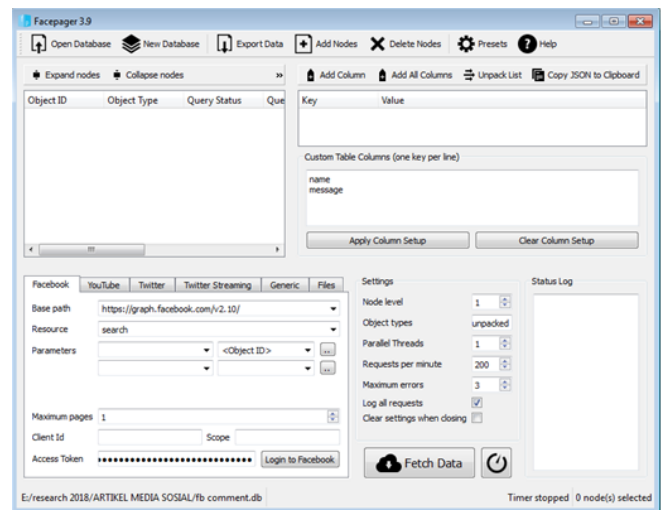 Facepager 3.9
Open Database New Database Export Data Add Nodes Delete Nodes Presets Help
Expand nodes Collapse nodes » Add Column Add All Columns Unpack List Copy JSON to Clipboard
Object ID Object Type Query Status Que Key Value
Custom Table Columns (one key per line)
name
message
Apply Column Setup Clear Column Setup
Facebook YouTube Twitter Twitter Streaming Generic Files Settings Status Log
Base path https://graph.facebook.com/v2.10/ Node level 1
Resource search Object types unpacked
Parameters <Object ID> .. Parallel Threads 1
.. Requests per minute 200
Maximum errors 3
Log all requests
Maximum pages 1 Clear settings when closing
Client Id Scope
Access Token Login to Facebook Fetch Data
E:/research 2018/ARTIKEL MEDIA SOSIAL/fb comment.db Timer stopped 0 node(s) selected